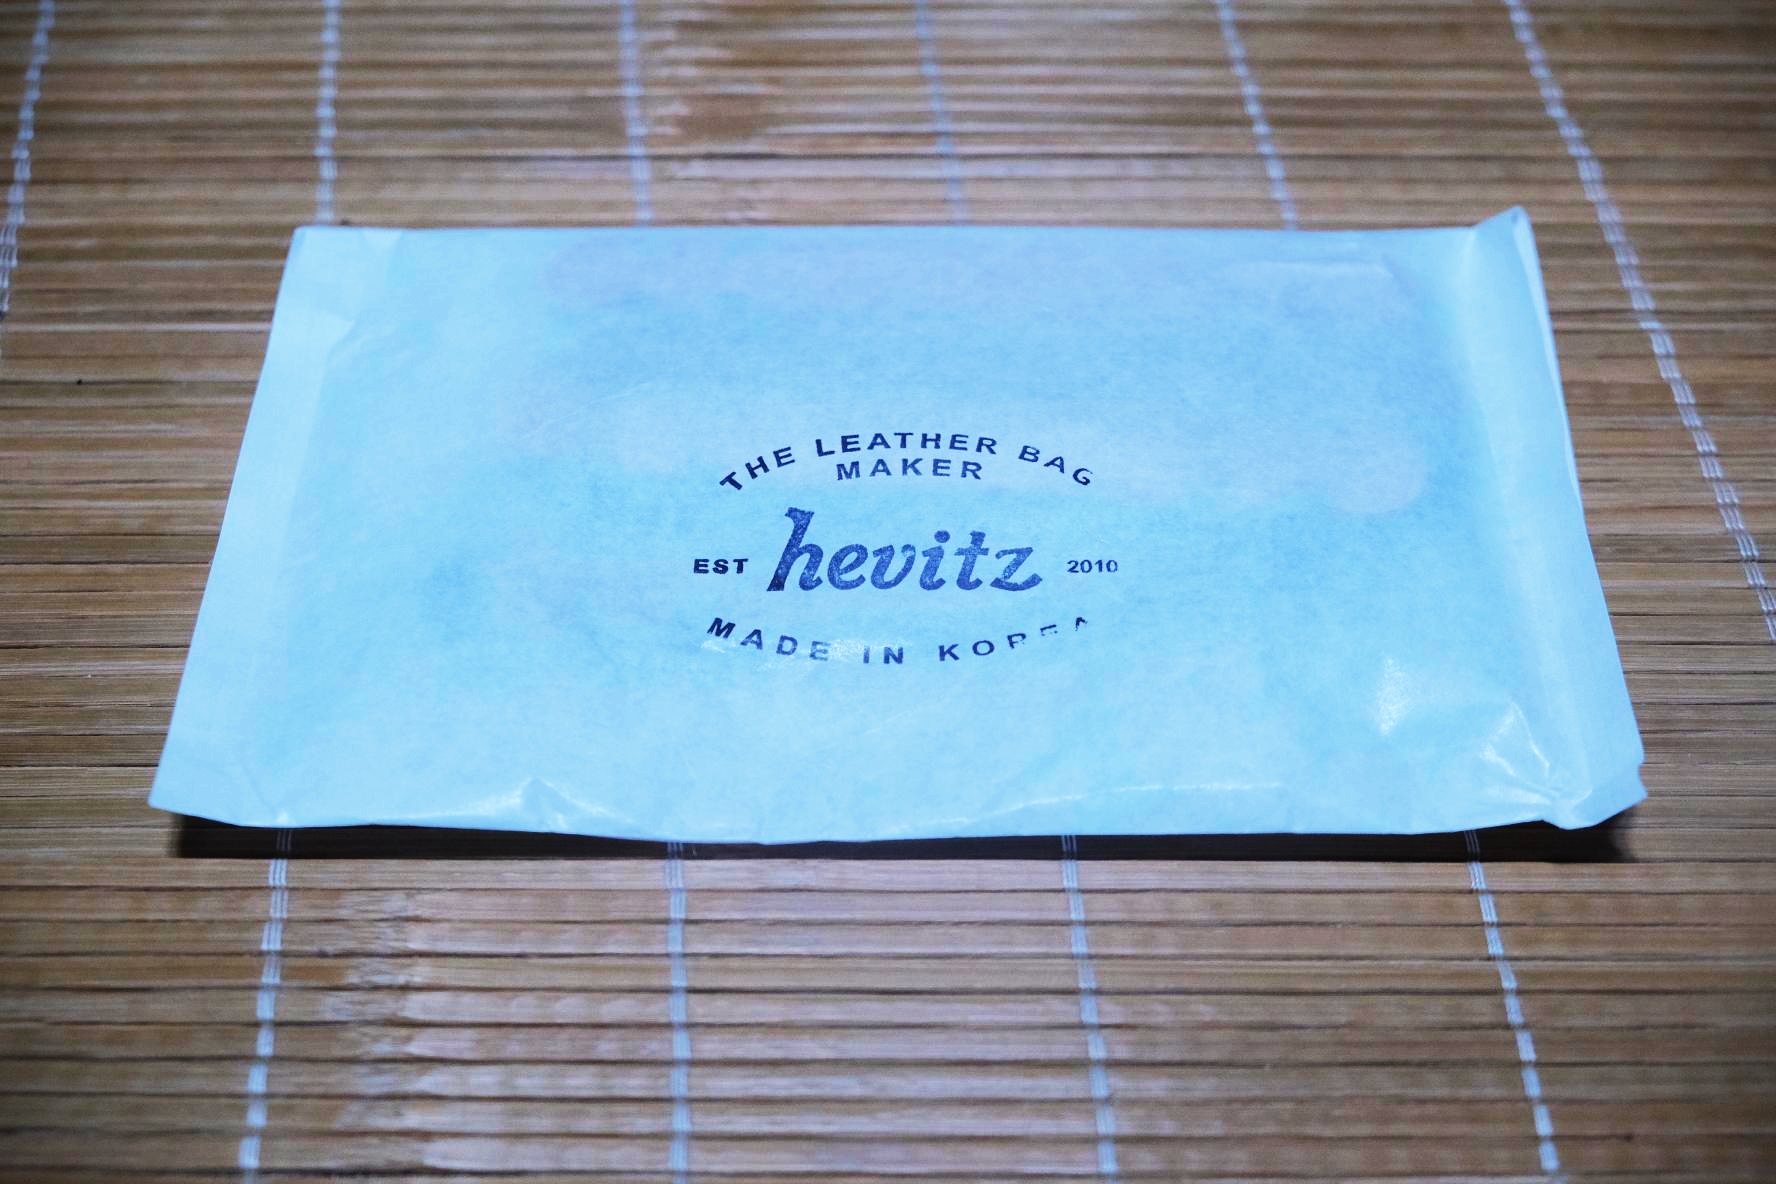 THE LEATHER BAG
MAKER
EST hevitz 2010
MADE IN KOREA